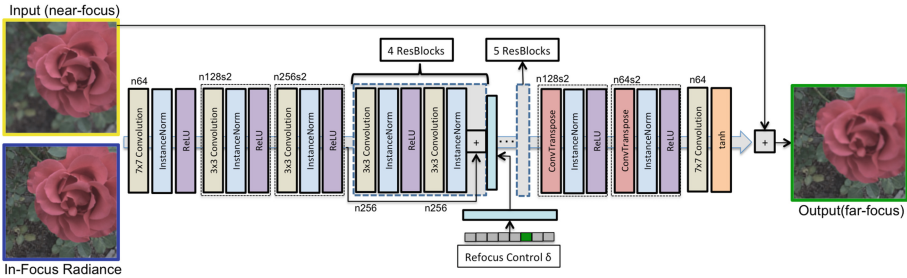 Input (near-focus)
4 ResBlocks
5 ResBlocks
n64
n128s2
n256s2
n128s2
n64s2
n64
7x7 Convolution
InstanceNorm
ReLU
3x3 Convolution
InstanceNorm
ReLU
3x3 Convolution
InstanceNorm
ReLU
3x3 Convolution
InstanceNorm
ReLU
3x3 Convolution
InstanceNorm
+
...
ConvTranspose
InstanceNorm
ReLU
ConvTranspose
InstanceNorm
ReLU
7x7 Convolution
tanh
+
n256
n256
Output(far-focus)
Refocus Control δ
In-Focus Radiance